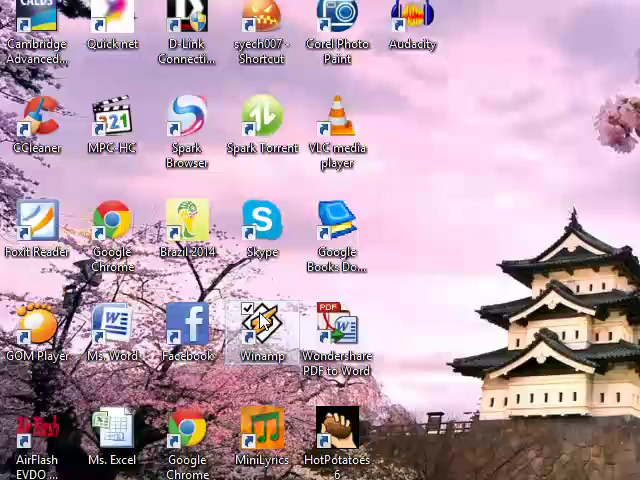 Cambridge Advanced...
Quick net
D-Link Connecti...
syech007 - Shortcut
Corel Photo Paint
Audacity
CCleaner
MPC-HC
321
Spark Browser
Spark Torrent
VLC media player
Foxit Reader
Google Chrome
Brazil 2014
Skype
Google Books Do...
GOM Player
Ms. Word
Facebook
Winamp
PDF
Wondershare PDF to Word
AirFlash EVDO ...
Ms. Excel
Google Chrome
MiniLyrics
HotPotatoes 6